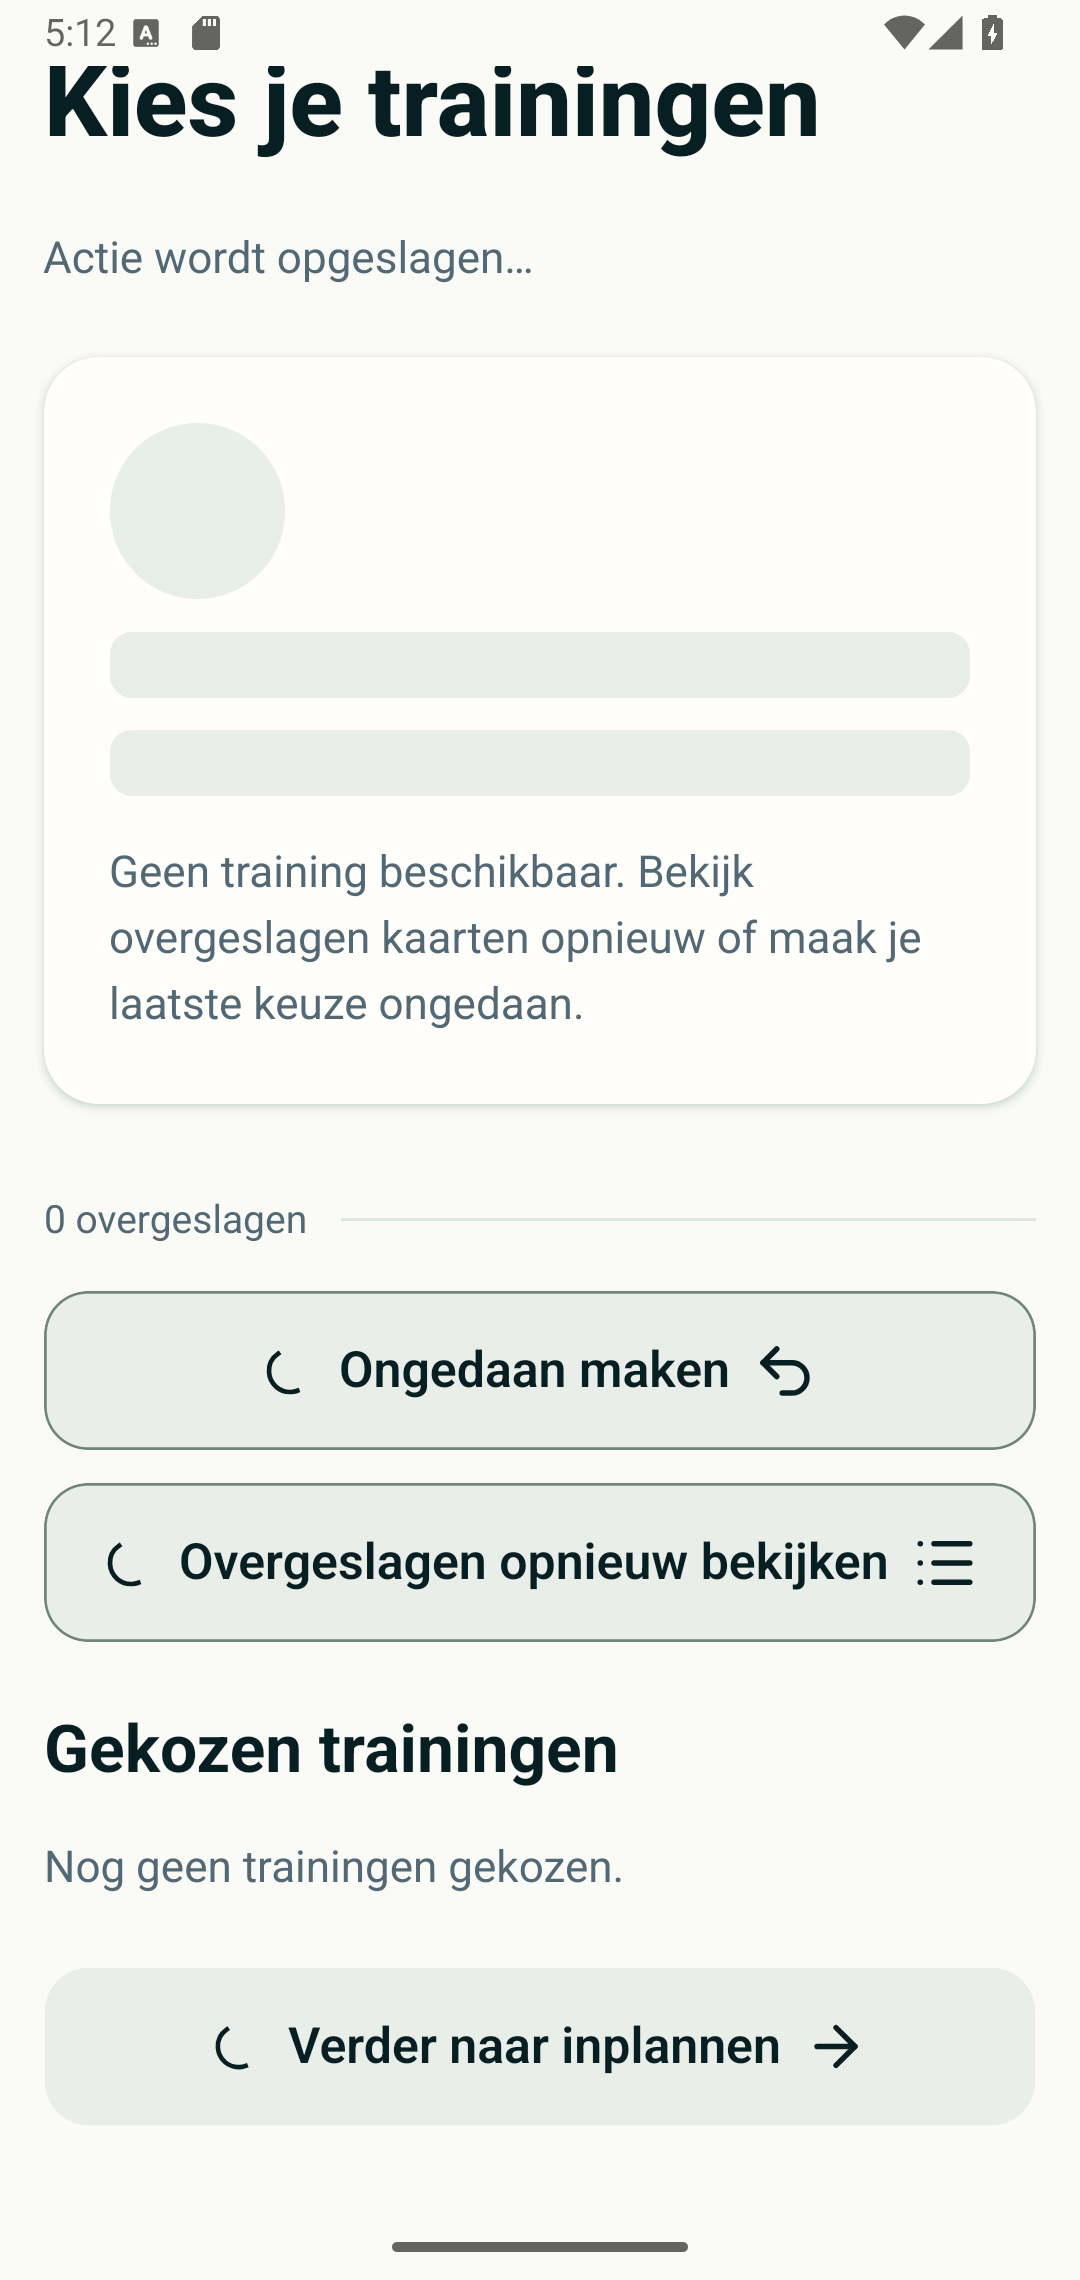 5:12
Kies je trainingen
Actie wordt opgeslagen…
Geen training beschikbaar. Bekijk
overgeslagen kaarten opnieuw of maak je
laatste keuze ongedaan.
0 overgeslagen
Ongedaan maken
Overgeslagen opnieuw bekijken
Gekozen trainingen
Nog geen trainingen gekozen.
Verder naar inplannen